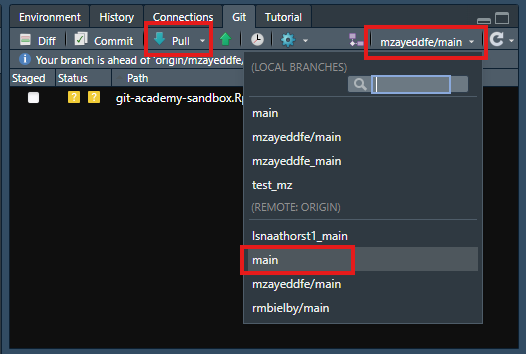 Environment History Connections Git Tutorial
Diff Commit Pull mzayeddfe/main
Your branch is ahead of 'origin/mzayeddfe/
Staged Status Path
? ? git-academy-sandbox.Rp
(LOCAL BRANCHES)
main
mzayeddfe/main
mzayeddfe_main
test_mz
(REMOTE: ORIGIN)
lsnaathorst1_main
main
mzayeddfe/main
rmbielby/main